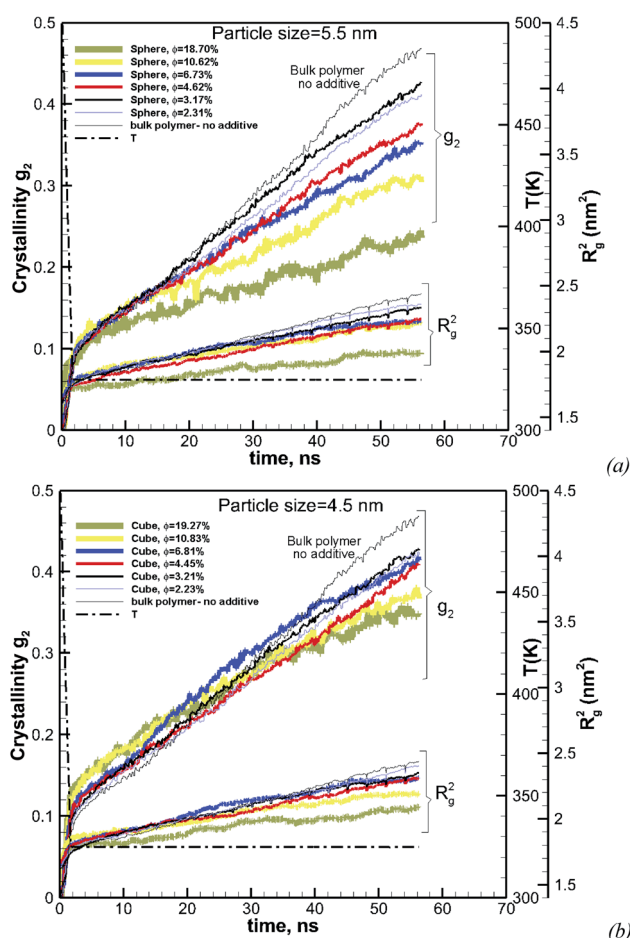 Particle size=5.5 nm
Sphere, ϕ=18.70%
Sphere, ϕ=10.62%
Sphere, ϕ=6.73%
Sphere, ϕ=4.62%
Sphere, ϕ=3.17%
Sphere, ϕ=2.31%
bulk polymer- no additive
T
Bulk polymer
no additive
g₂
R_g²
Crystallinity g₂
0.5
0.4
0.3
0.2
0.1
0
0 10 20 30 40 50 60 70
time, ns
500
450
400
350
300
T(K)
4.5
4
3.5
3
2.5
2
1.5
R_g² (nm²)
(a)
Particle size=4.5 nm
Cube, ϕ=19.27%
Cube, ϕ=10.83%
Cube, ϕ=6.81%
Cube, ϕ=4.45%
Cube, ϕ=3.21%
Cube, ϕ=2.23%
bulk polymer- no additive
T
Bulk polymer
no additive
g₂
R_g²
Crystallinity g₂
0.5
0.4
0.3
0.2
0.1
0
0 10 20 30 40 50 60 70
time, ns
500
450
400
350
300
T(K)
4.5
4
3.5
3
2.5
2
1.5
R_g² (nm²)
(b)